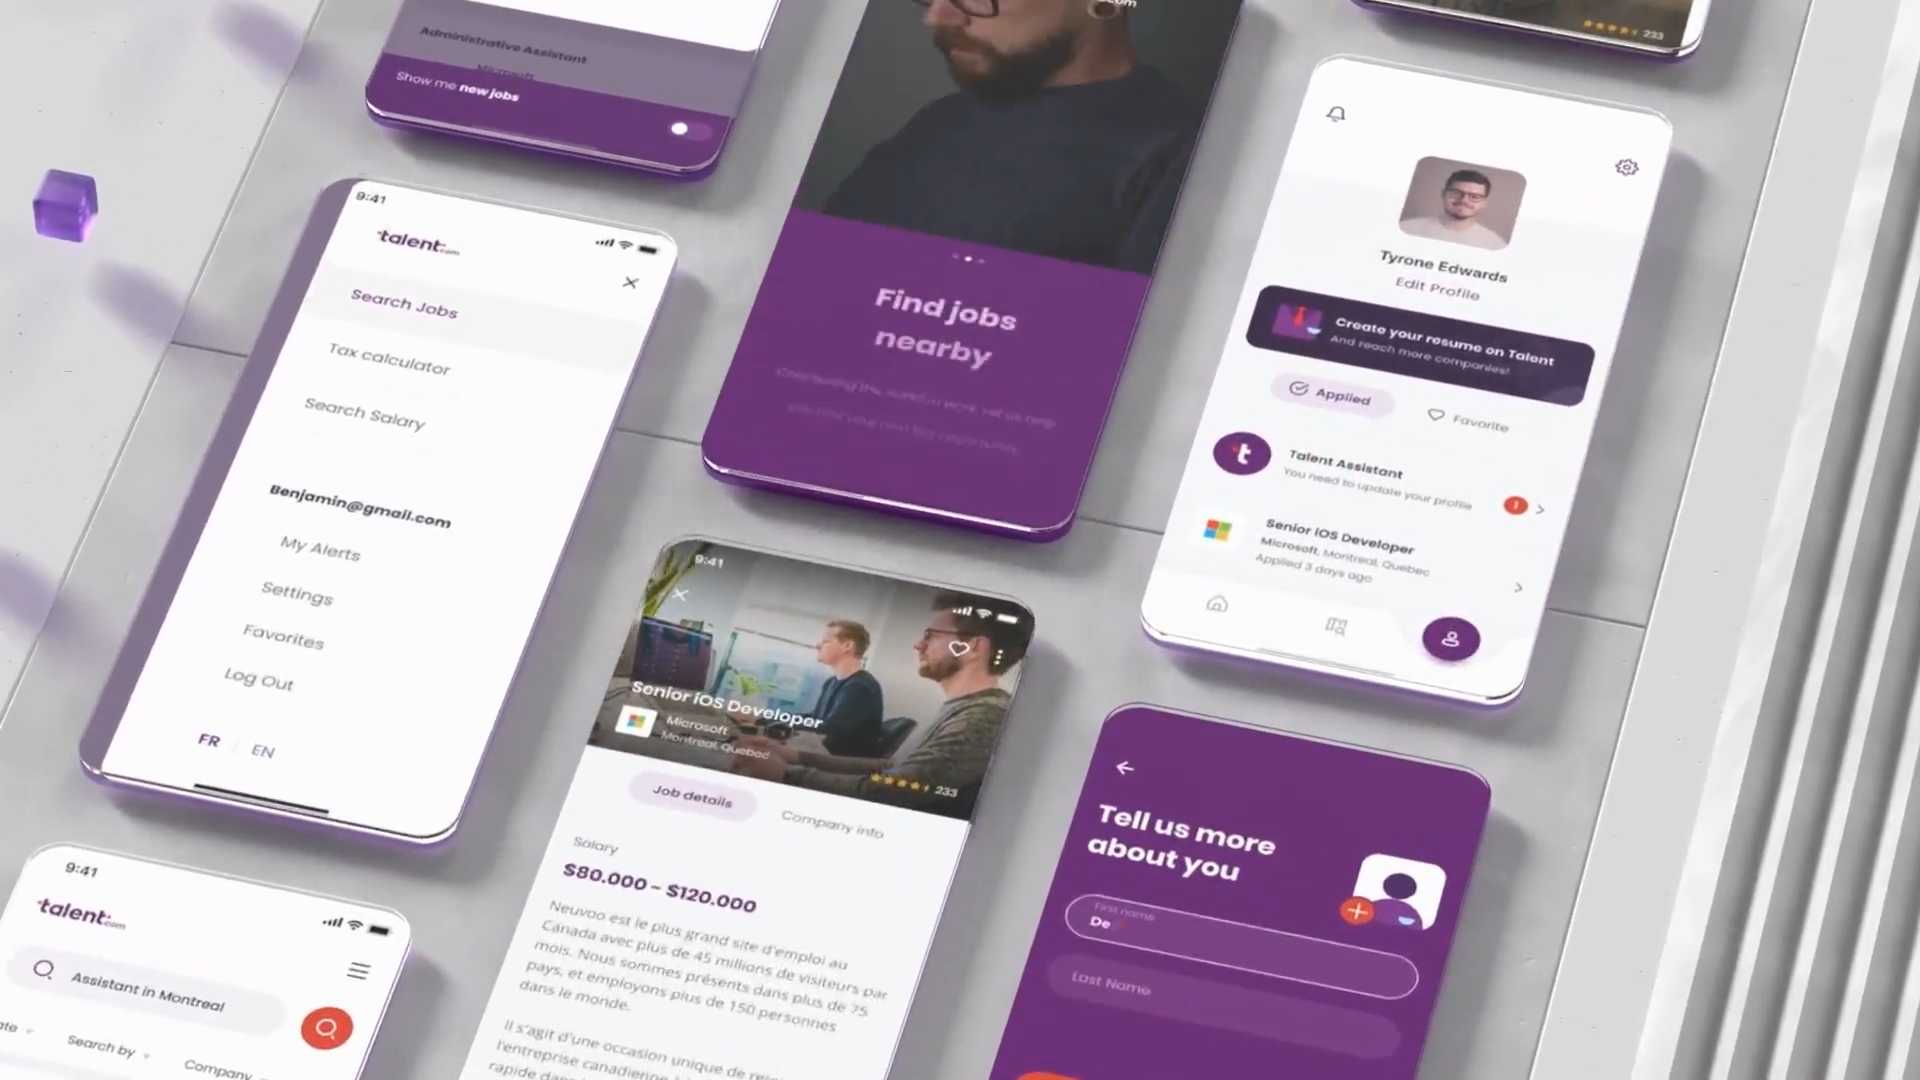 Administrative Assistant
Microsoft
Show me new jobs
com
233
9:41
talent.com
Search Jobs
Tax calculator
Search Salary
Benjamin@gmail.com
My Alerts
Settings
Favorites
Log Out
FR | EN
Find jobs
nearby
Tyrone Edwards
Edit Profile
Create your resume on Talent
And reach more companies!
Applied
Favorite
t
Talent Assistant
You need to update your profile
1
Senior iOS Developer
Microsoft, Montreal, Quebec
Applied 3 days ago
9:41
Senior iOS Developer
Microsoft
Montreal, Quebec
233
Job details
Company info
Salary
$80.000 - $120.000
Neuvoo est le plus grand site d'emploi au
Canada avec plus de 45 millions de visiteurs par
mois. Nous sommes présents dans plus de 75
pays, et employons plus de 150 personnes
dans le monde.
Il s'agit d'une occasion unique de
l'entreprise canadienne
rapide
Tell us more
about you
First name
De
Last Name
9:41
talent.com
Assistant in Montreal
Search by
Company